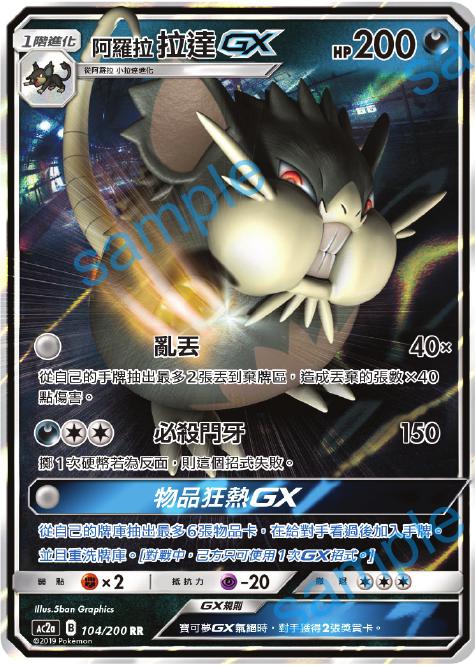 1階進化
阿羅拉 拉達GX
HP200
從阿羅拉 小拉達進化
sample
sample
亂丟 40×
從自己的手牌抽出最多2張丟到棄牌區，造成丟棄的張數×40
點傷害。
必殺門牙 150
擲1次硬幣若為反面，則這個招式失敗。
物品狂熱GX
從自己的牌庫抽出最多6張物品卡，在給對手看過後加入手牌。
並且重洗牌庫。[對戰中，己方只可使用1次GX招式。]
sample
弱點 ×2 抵抗力 -20 撤退
Illus.5ban Graphics
GX規則
AC2a B 104/200 RR
寶可夢GX氣絕時，對手獲得2張獎賞卡。
©2019 Pokémon